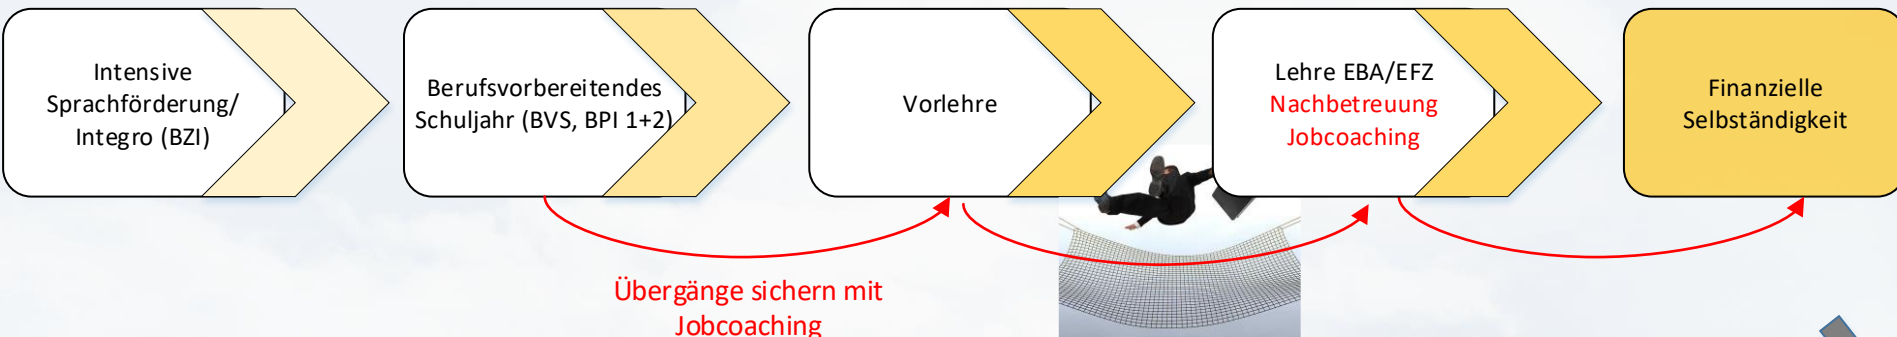 Intensive
Sprachförderung/
Integro (BZI)
Berufsvorbereitendes
Schuljahr (BVS, BPI 1+2)
Vorlehre
Lehre EBA/EFZ
Nachbetreuung
Jobcoaching
Finanzielle
Selbständigkeit
Übergänge sichern mit
Jobcoaching